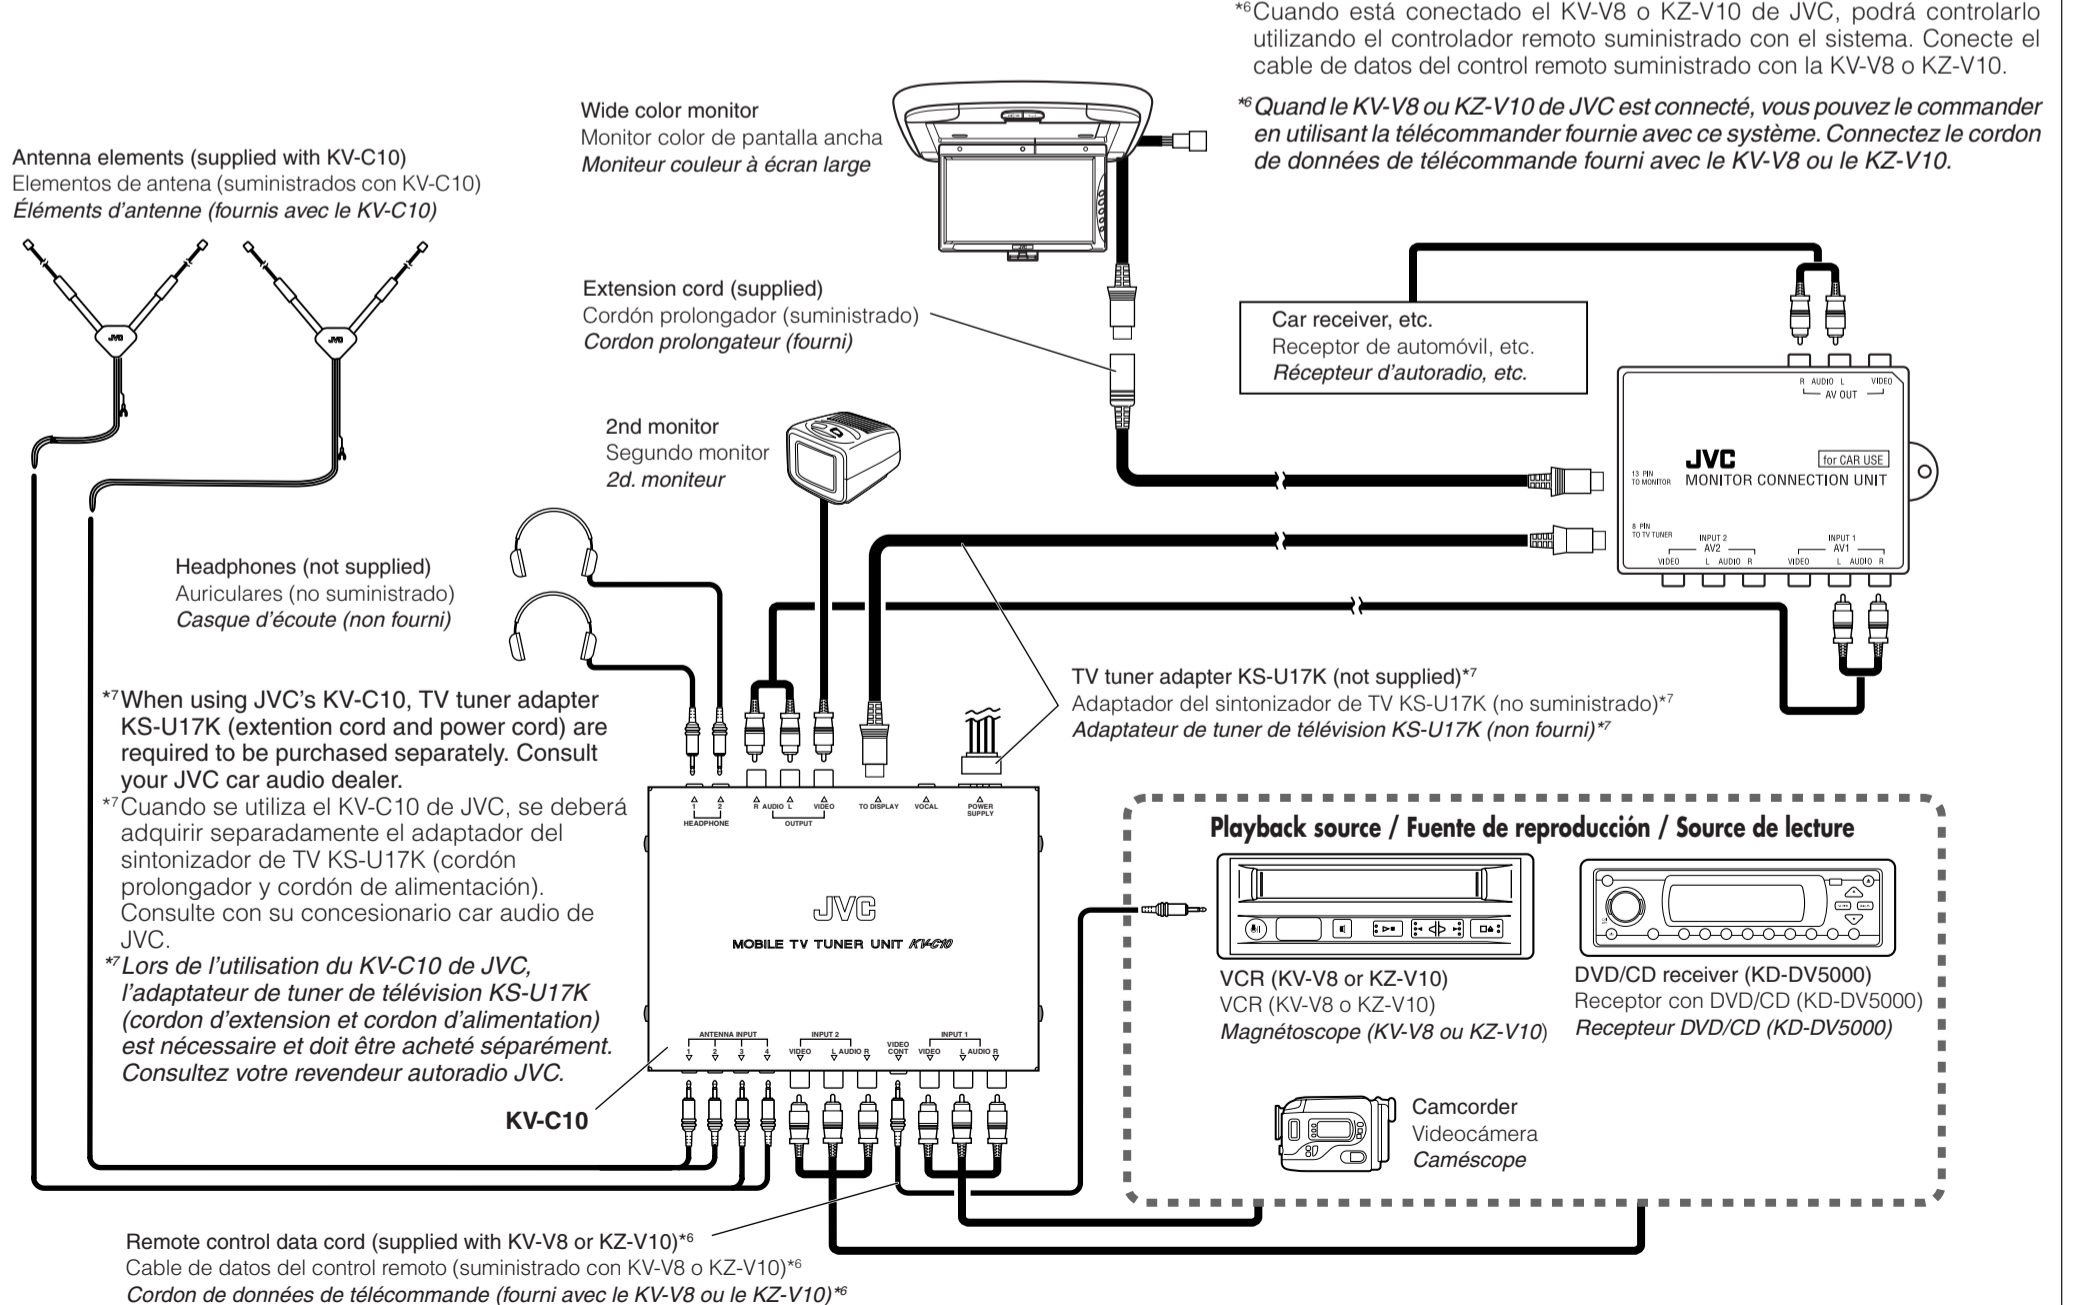 *6Cuando está conectado el KV-V8 o KZ-V10 de JVC, podrá controlarlo
utilizando el controlador remoto suministrado con el sistema. Conecte el
cable de datos del control remoto suministrado con la KV-V8 o KZ-V10.
*6Quand le KV-V8 ou KZ-V10 de JVC est connecté, vous pouvez le commander
en utilisant la télécommander fournie avec ce système. Connectez le cordon
de données de télécommande fourni avec le KV-V8 ou le KZ-V10.
Wide color monitor
Monitor color de pantalla ancha
Moniteur couleur à écran large
Antenna elements (supplied with KV-C10)
Elementos de antena (suministrados con KV-C10)
Éléments d'antenne (fournis avec le KV-C10)
JVC
JVC
Extension cord (supplied)
Cordón prolongador (suministrado)
Cordon prolongateur (fourni)
Car receiver, etc.
Receptor de automóvil, etc.
Récepteur d'autoradio, etc.
2nd monitor
Segundo monitor
2d. moniteur
R AUDIO L VIDEO
AV OUT
JVC for CAR USE
MONITOR CONNECTION UNIT
13 PIN
TO MONITOR
8 PIN
TO TV TUNER
INPUT 2
AV2
VIDEO L AUDIO R
INPUT 1
AV1
VIDEO L AUDIO R
Headphones (not supplied)
Auriculares (no suministrado)
Casque d'écoute (non fourni)
TV tuner adapter KS-U17K (not supplied)*7
Adaptador del sintonizador de TV KS-U17K (no suministrado)*7
Adaptateur de tuner de télévision KS-U17K (non fourni)*7
*7When using JVC's KV-C10, TV tuner adapter
KS-U17K (extention cord and power cord) are
required to be purchased separately. Consult
your JVC car audio dealer.
*7Cuando se utiliza el KV-C10 de JVC, se deberá
adquirir separadamente el adaptador del
sintonizador de TV KS-U17K (cordón
prolongador y cordón de alimentación).
Consulte con su concesionario car audio de
JVC.
*7Lors de l'utilisation du KV-C10 de JVC,
l'adaptateur de tuner de télévision KS-U17K
(cordon d'extension et cordon d'alimentation)
est nécessaire et doit être acheté séparément.
Consultez votre revendeur autoradio JVC.
1 2
HEADPHONE
R AUDIO L VIDEO
OUTPUT
TO DISPLAY
VOCAL
POWER
SUPPLY
JVC
MOBILE TV TUNER UNIT KV-C10
ANTENNA INPUT
1 2 3 4
INPUT 2
VIDEO L AUDIO R
VIDEO
CONT
INPUT 1
VIDEO L AUDIO R
KV-C10
Playback source / Fuente de reproducción / Source de lecture
VCR (KV-V8 or KZ-V10)
VCR (KV-V8 o KZ-V10)
Magnétoscope (KV-V8 ou KZ-V10)
DVD/CD receiver (KD-DV5000)
Receptor con DVD/CD (KD-DV5000)
Recepteur DVD/CD (KD-DV5000)
Camcorder
Videocámera
Caméscope
Remote control data cord (supplied with KV-V8 or KZ-V10)*6
Cable de datos del control remoto (suministrado con KV-V8 o KZ-V10)*6
Cordon de données de télécommande (fourni avec le KV-V8 ou le KZ-V10)*6